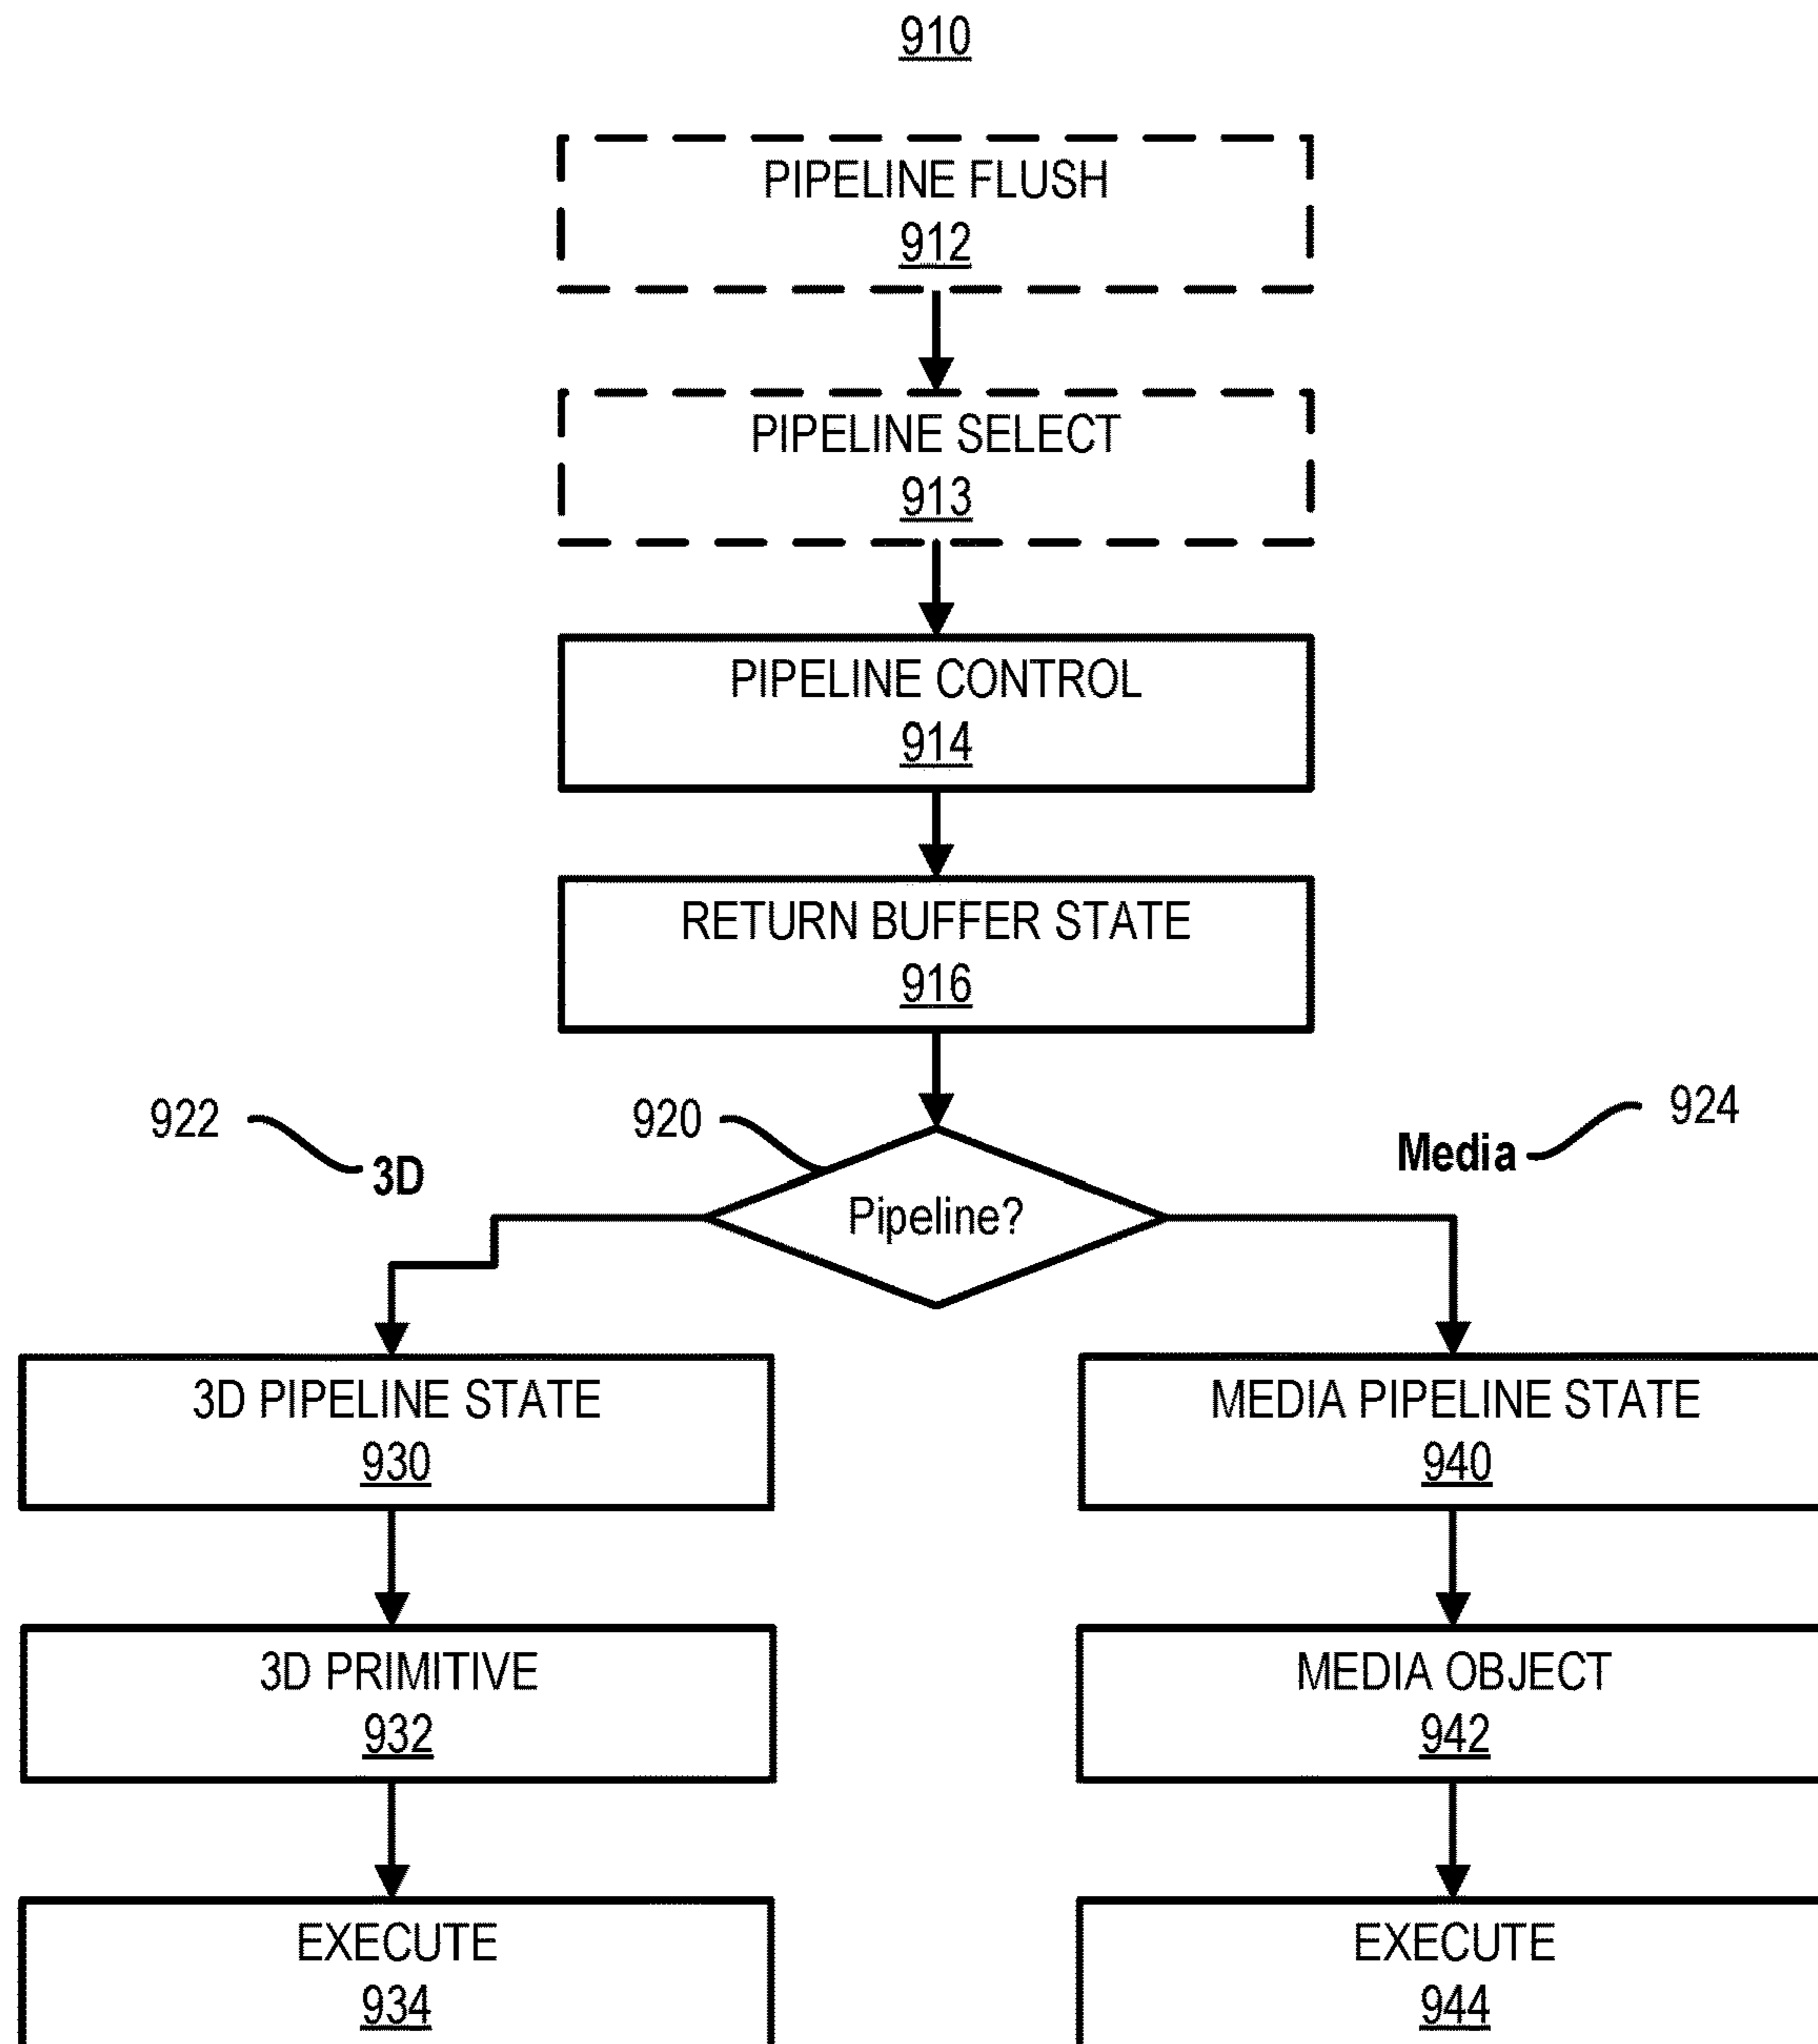 910
PIPELINE FLUSH
912
PIPELINE SELECT
913
PIPELINE CONTROL
914
RETURN BUFFER STATE
916
922
920
924
3D
Media
Pipeline?
3D PIPELINE STATE
930
MEDIA PIPELINE STATE
940
3D PRIMITIVE
932
MEDIA OBJECT
942
EXECUTE
934
EXECUTE
944